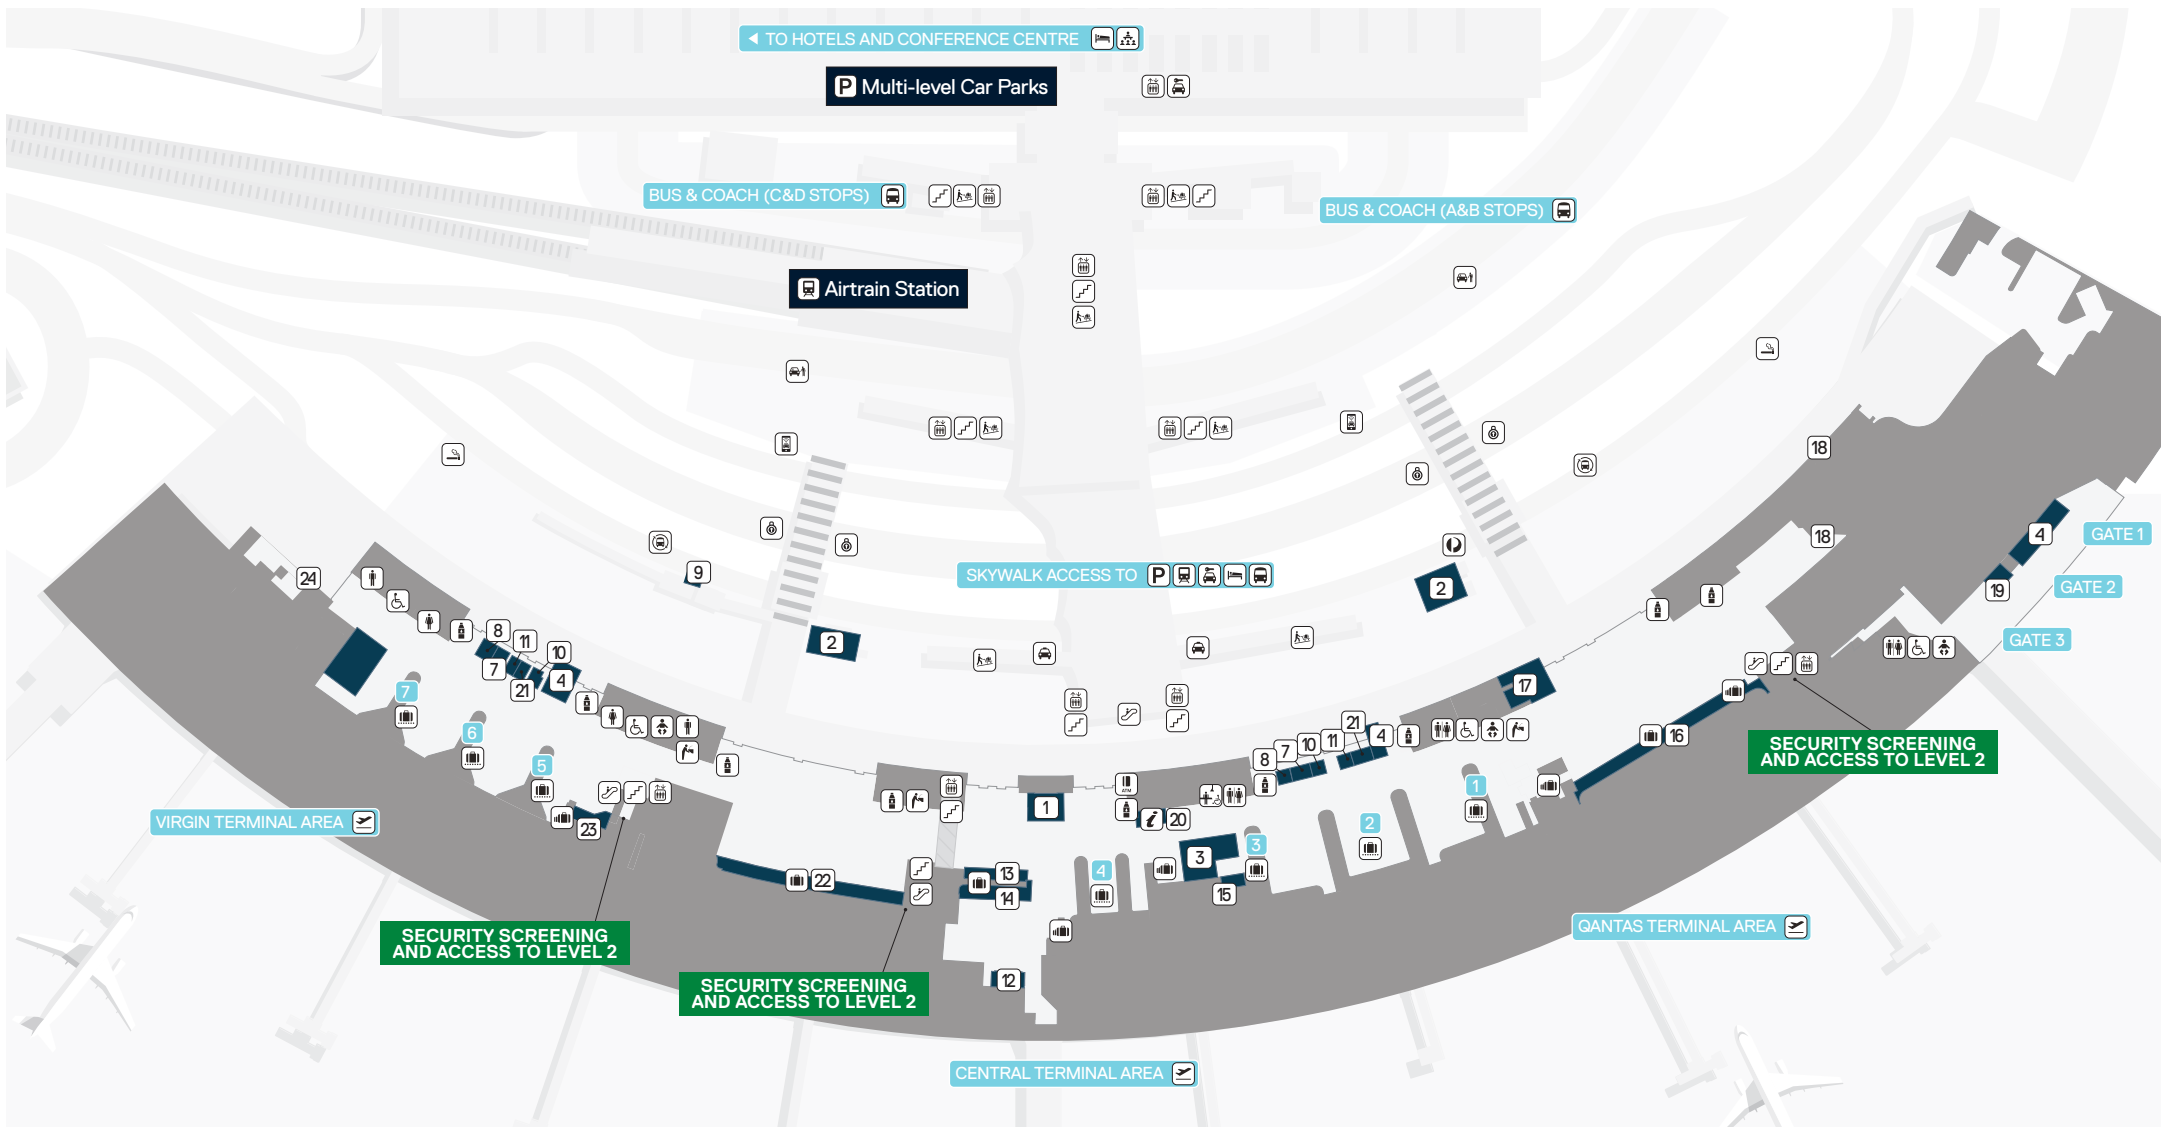 TO HOTELS AND CONFERENCE CENTRE
P Multi-level Car Parks
BUS & COACH (C&D STOPS)
BUS & COACH (A&B STOPS)
Airtrain Station
18
18
4
GATE 1
GATE 2
19
GATE 3
SKYWALK ACCESS TO P
9
24
2
2
8
11
10
7
21
4
17
7
6
5
21
4
11
10
7
8
16
SECURITY SCREENING
AND ACCESS TO LEVEL 2
1
ATM
1
2
3
i 20
3
4
15
VIRGIN TERMINAL AREA
23
22
13
14
12
QANTAS TERMINAL AREA
SECURITY SCREENING
AND ACCESS TO LEVEL 2
SECURITY SCREENING
AND ACCESS TO LEVEL 2
CENTRAL TERMINAL AREA